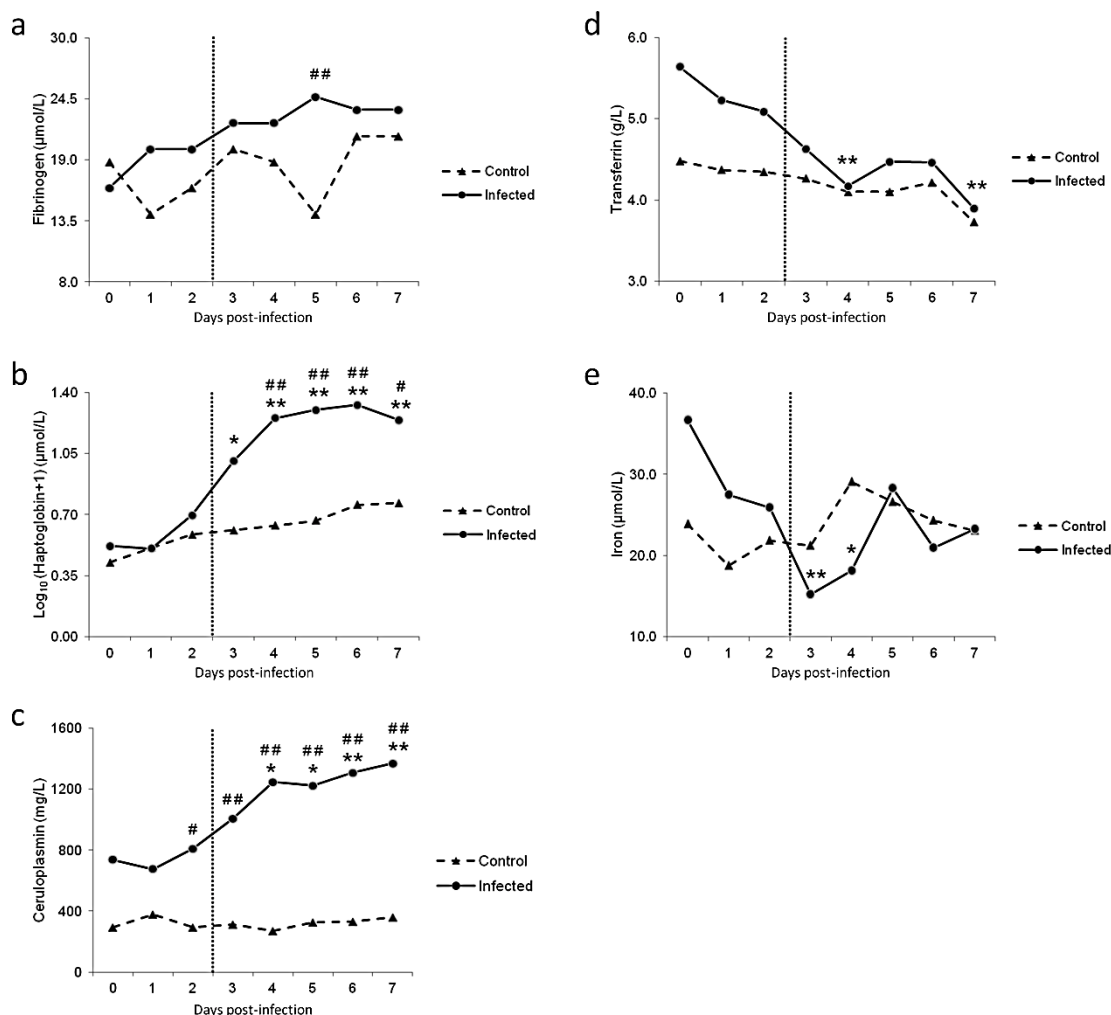 a
Fibrinogen (µmol/L)
30.0
24.5
19.0
13.5
8.0
##
0 1 2 3 4 5 6 7
Days post-infection
Control
Infected
b
Log10 (Haptoglobin+1) (µmol/L)
1.40
1.05
0.70
0.35
0.00
## ## ## #
* ** ** ** **
0 1 2 3 4 5 6 7
Days post-infection
Control
Infected
c
Ceruloplasmin (mg/L)
1600
1200
800
400
0
# ## ## ## ## ##
* * ** **
0 1 2 3 4 5 6 7
Days post-infection
Control
Infected
d
Transferrin (g/L)
6.0
5.0
4.0
3.0
** **
0 1 2 3 4 5 6 7
Days post-infection
Control
Infected
e
Iron (µmol/L)
40.0
30.0
20.0
10.0
** *
0 1 2 3 4 5 6 7
Days post-infection
Control
Infected